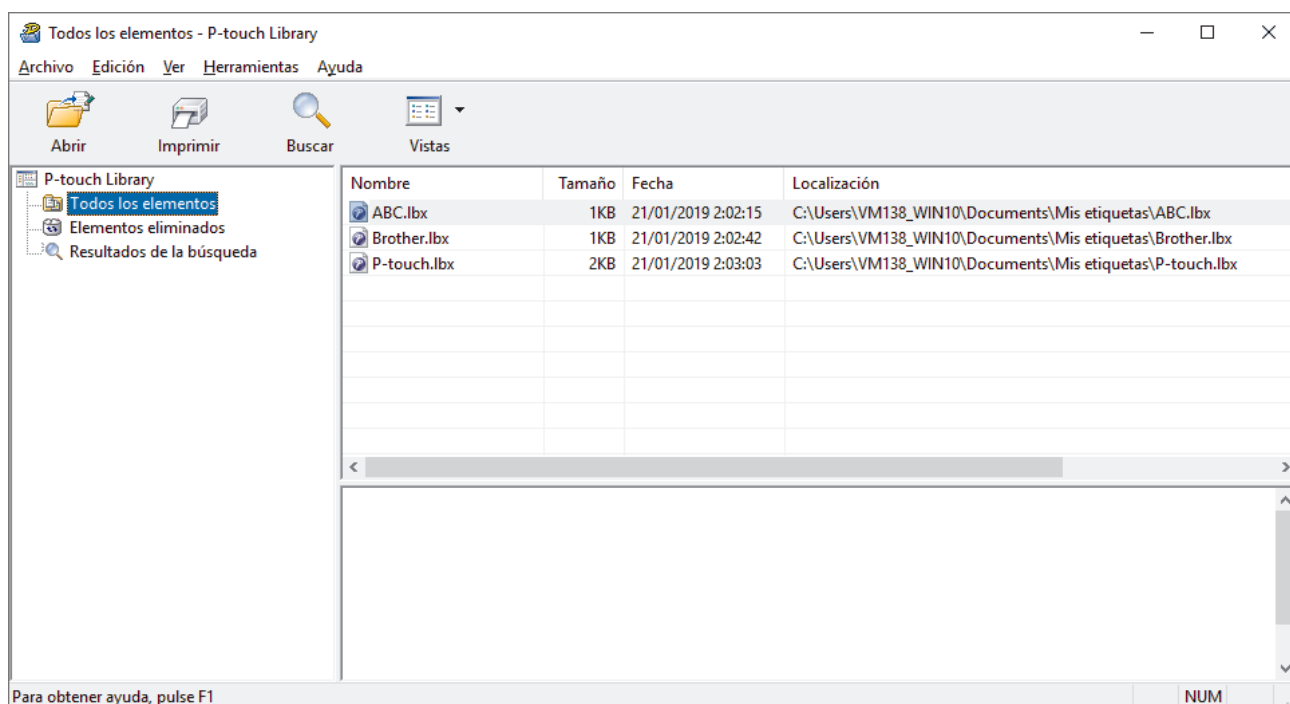 Todos los elementos - P-touch Library
Archivo Edición Ver Herramientas Ayuda
Abrir Imprimir Buscar Vistas
P-touch Library
Todos los elementos
Elementos eliminados
Resultados de la búsqueda
Nombre Tamaño Fecha Localización
ABC.lbx 1KB 21/01/2019 2:02:15 C:\Users\VM138_WIN10\Documents\Mis etiquetas\ABC.lbx
Brother.lbx 1KB 21/01/2019 2:02:42 C:\Users\VM138_WIN10\Documents\Mis etiquetas\Brother.lbx
P-touch.lbx 2KB 21/01/2019 2:03:03 C:\Users\VM138_WIN10\Documents\Mis etiquetas\P-touch.lbx
Para obtener ayuda, pulse F1 NUM